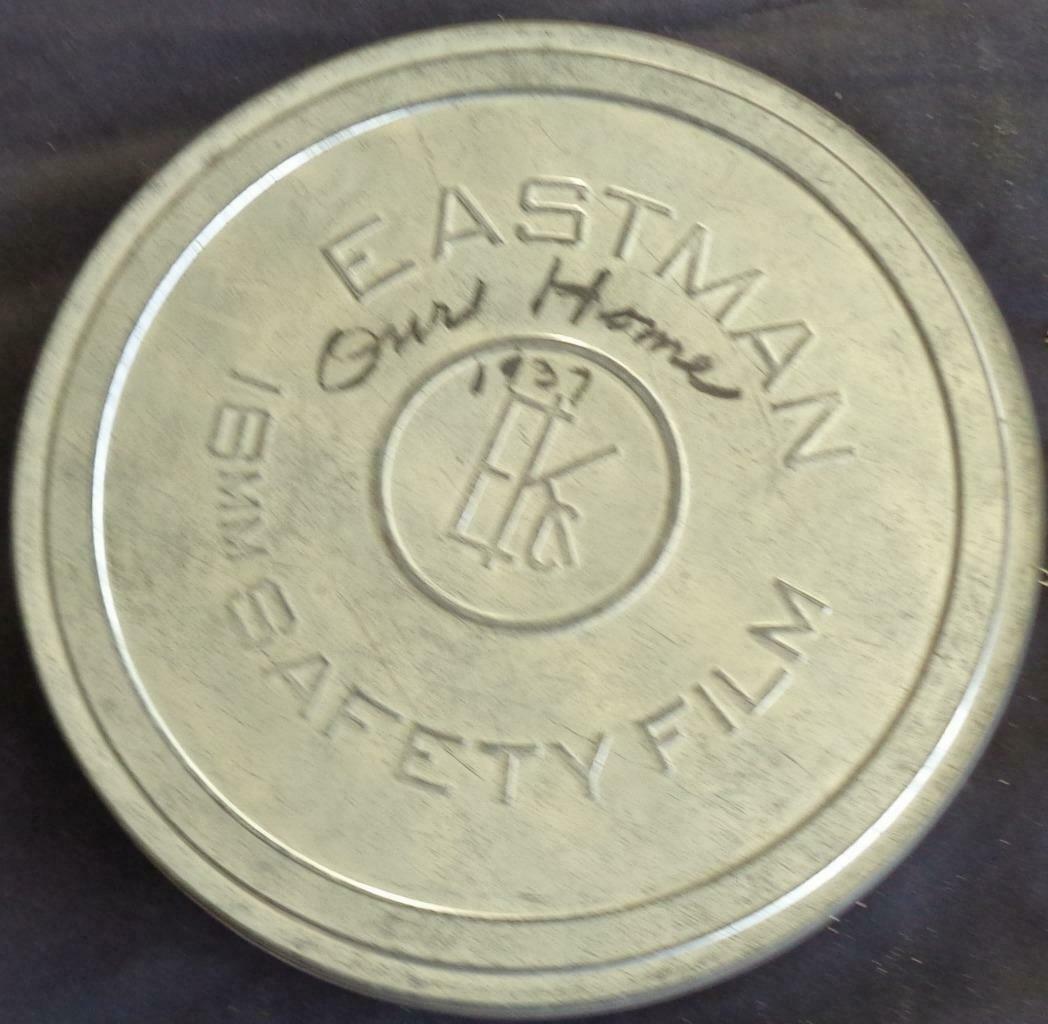 EASTMAN
Our Home
1937
EKCo
16MM SAFETY FILM